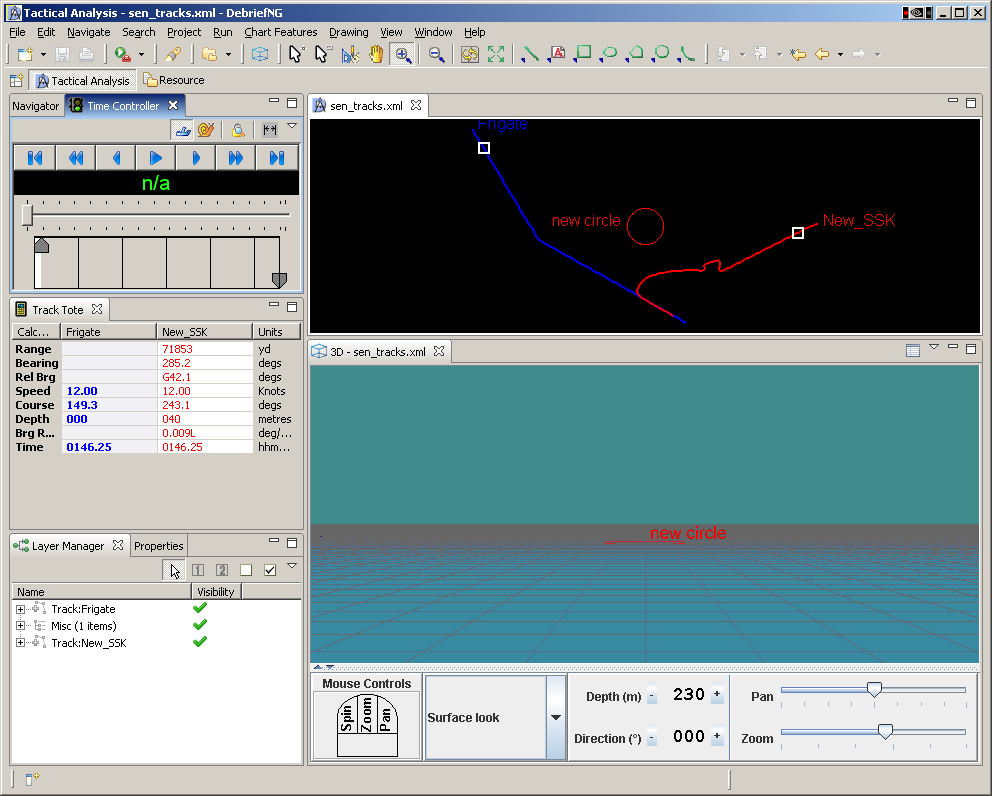 Tactical Analysis - sen_tracks.xml - DebriefNG
File Edit Navigate Search Project Run Chart Features Drawing View Window Help
Tactical Analysis Resource
Navigator Time Controller
n/a
sen_tracks.xml
Frigate
new circle
New_SSK
Track Tote
Calc... Frigate New_SSK Units
Range 71853 yd
Bearing 285.2 degs
Rel Brg G42.1 degs
Speed 12.00 12.00 Knots
Course 149.3 243.1 degs
Depth 000 040 metres
Brg R... 0.009L deg/...
Time 0146.25 0146.25 hhm...
3D - sen_tracks.xml
new circle
Layer Manager Properties
1 2
Name Visibility
Track:Frigate
Misc (1 items)
Track:New_SSK
Mouse Controls
Spin Zoom Pan
Surface look
Depth (m) - 230 +
Direction (°) - 000 +
Pan
Zoom